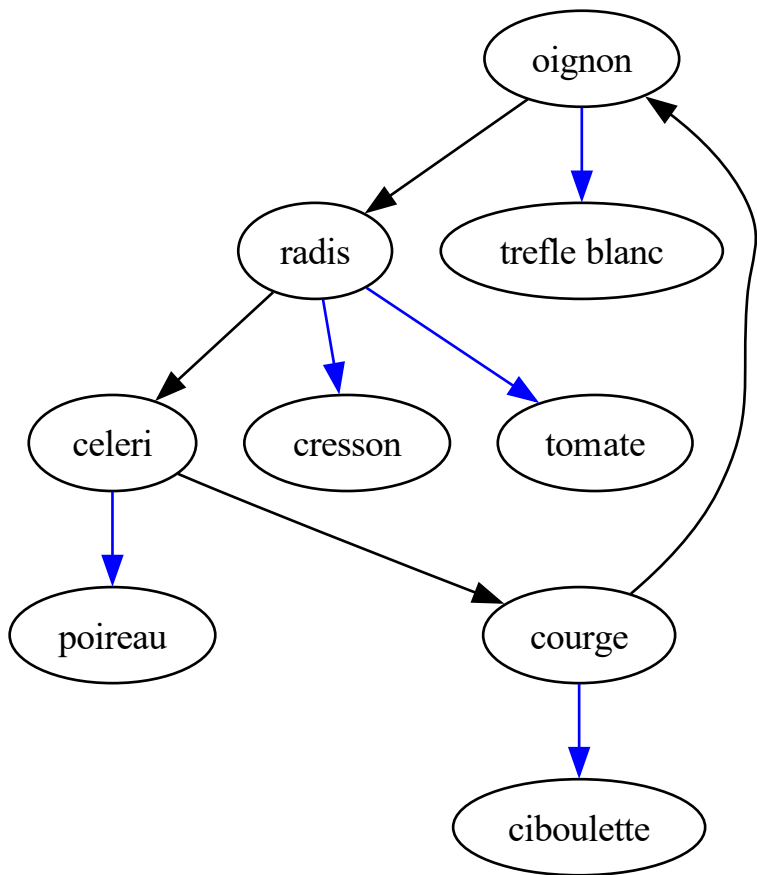 oignon
radis
trefle blanc
celeri
cresson
tomate
poireau
courge
ciboulette